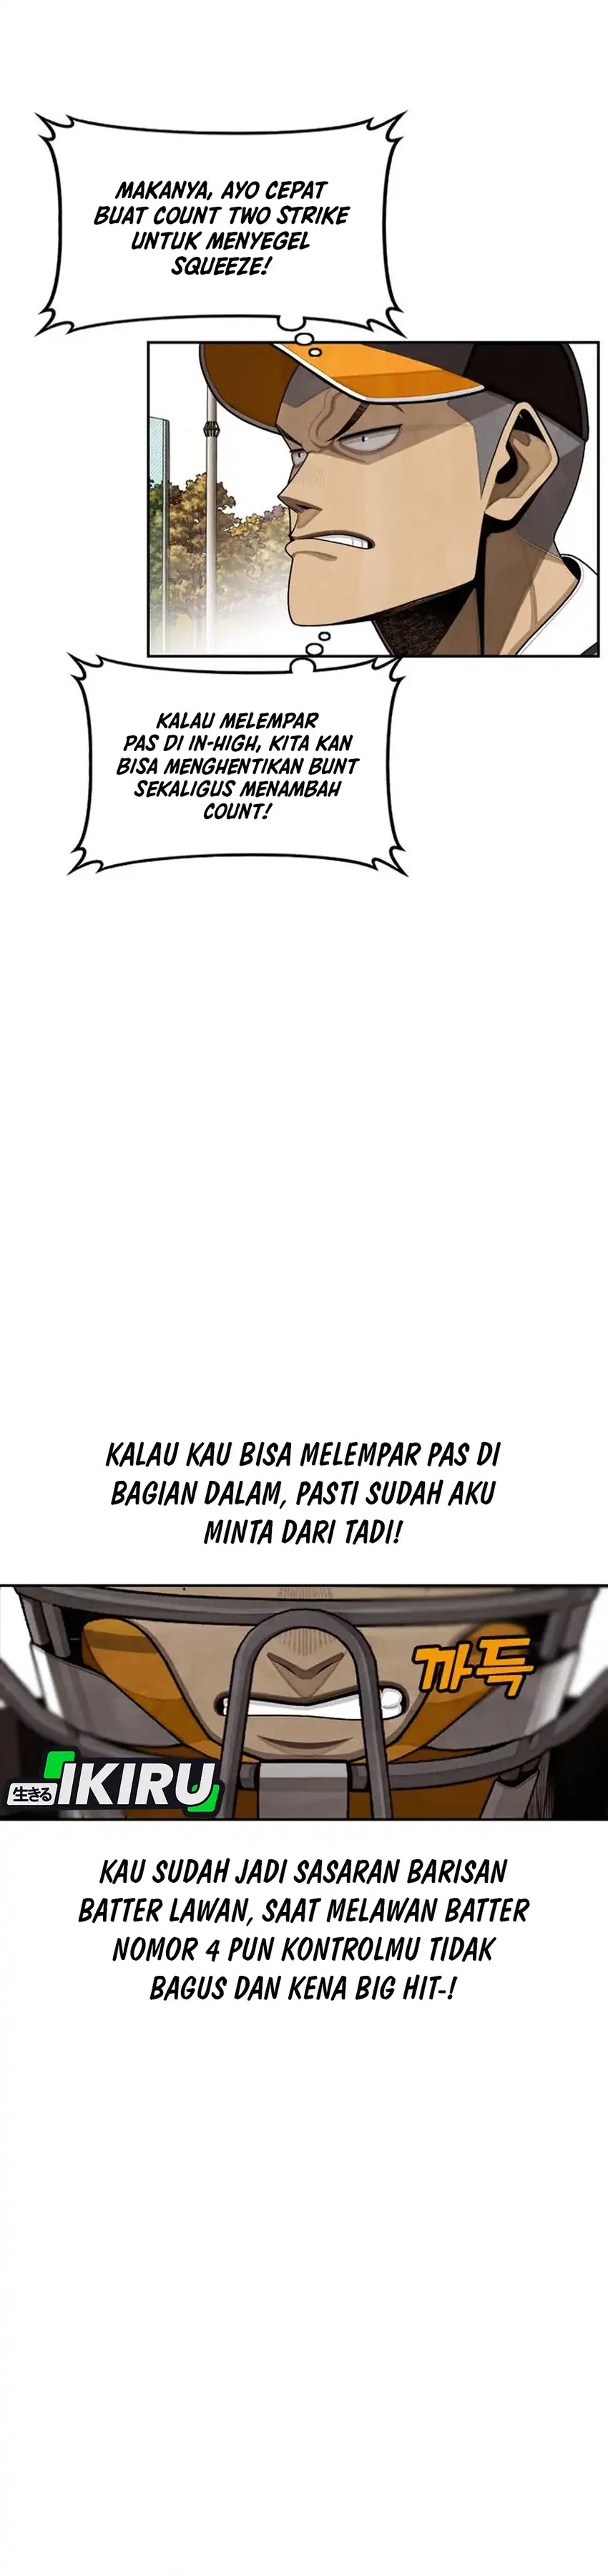 MAKANYA, AYO CEPAT
BUAT COUNT TWO STRIKE
UNTUK MENYEGEL
SQUEEZE!
KALAU MELEMPAR
PAS DI IN-HIGH, KITA KAN
BISA MENGHENTIKAN BUNT
SEKALIGUS MENAMBAH
COUNT!
KALAU KAU BISA MELEMPAR PAS DI
BAGIAN DALAM, PASTI SUDAH AKU
MINTA DARI TADI!
까득
生きる IKIRU
KAU SUDAH JADI SASARAN BARISAN
BATTER LAWAN, SAAT MELAWAN BATTER
NOMOR 4 PUN KONTROLMU TIDAK
BAGUS DAN KENA BIG HIT-!